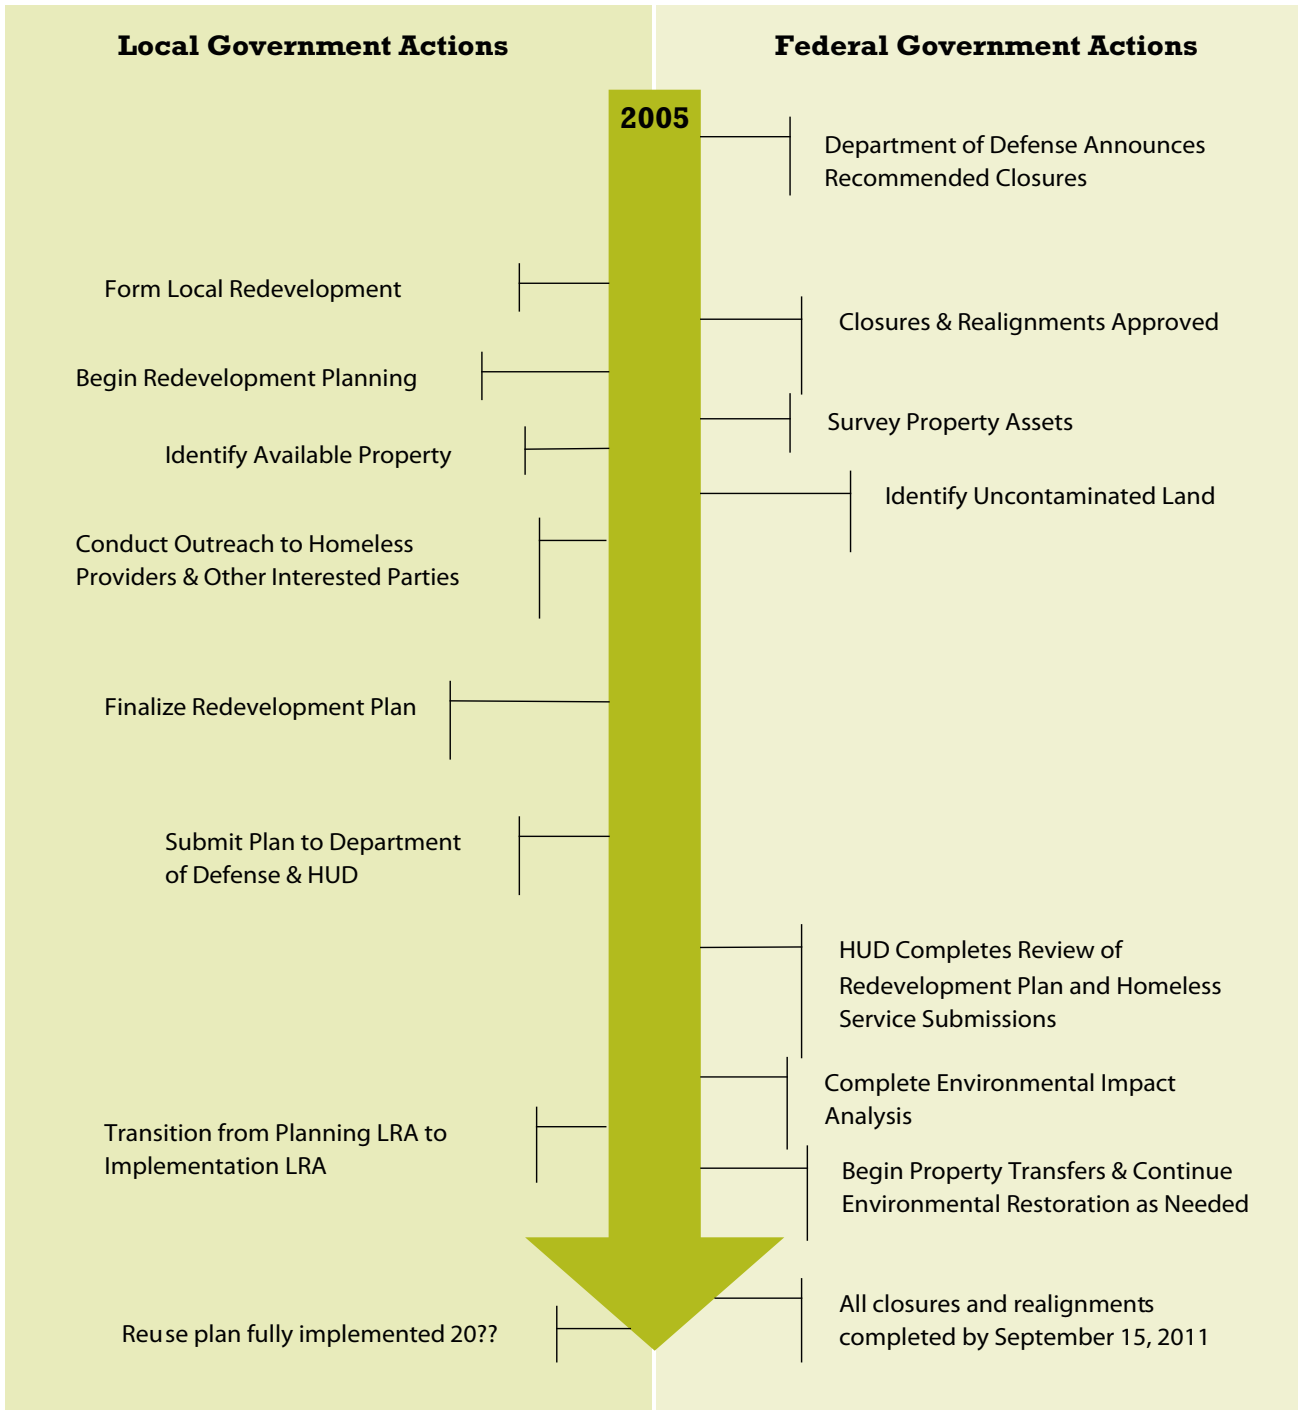 Local Government Actions
Federal Government Actions
2005
Department of Defense Announces
Recommended Closures
Form Local Redevelopment
Closures & Realignments Approved
Begin Redevelopment Planning
Survey Property Assets
Identify Available Property
Identify Uncontaminated Land
Conduct Outreach to Homeless
Providers & Other Interested Parties
Finalize Redevelopment Plan
Submit Plan to Department
of Defense & HUD
HUD Completes Review of
Redevelopment Plan and Homeless
Service Submissions
Complete Environmental Impact
Analysis
Transition from Planning LRA to
Implementation LRA
Begin Property Transfers & Continue
Environmental Restoration as Needed
All closures and realignments
completed by September 15, 2011
Reuse plan fully implemented 20??